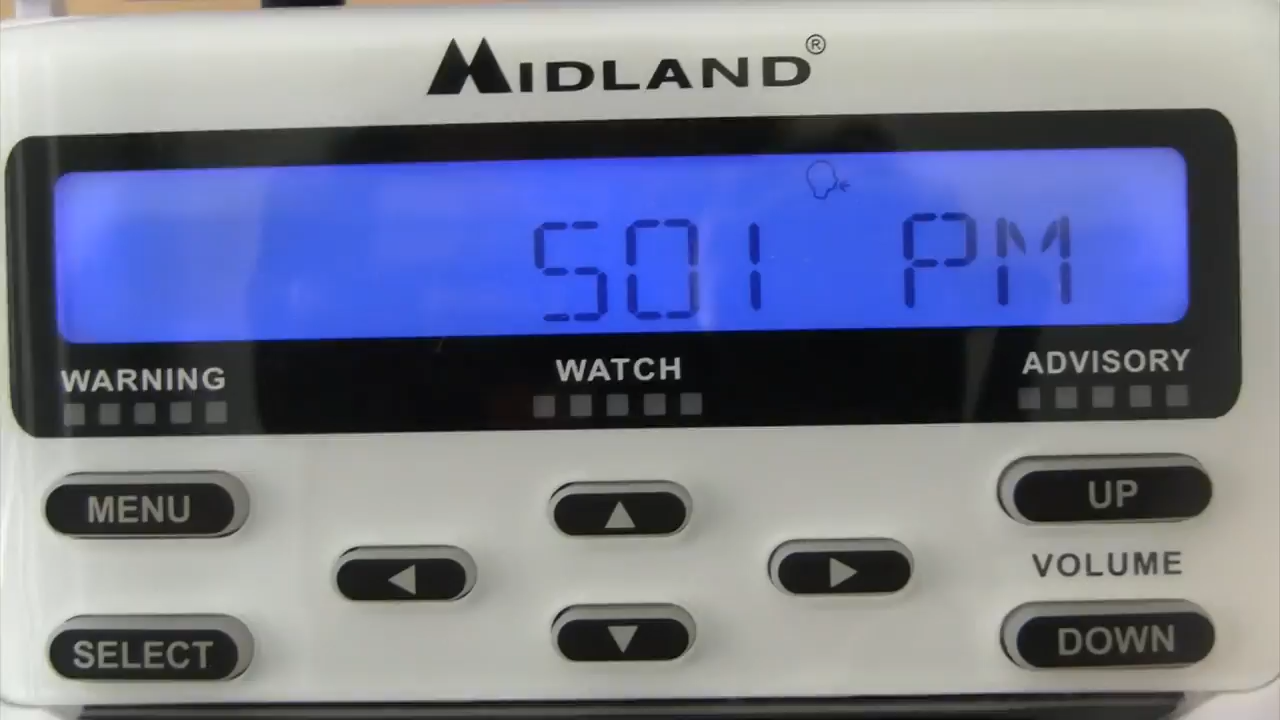 MIDLAND®
501 PM
WARNING WATCH ADVISORY
MENU UP
VOLUME
SELECT DOWN